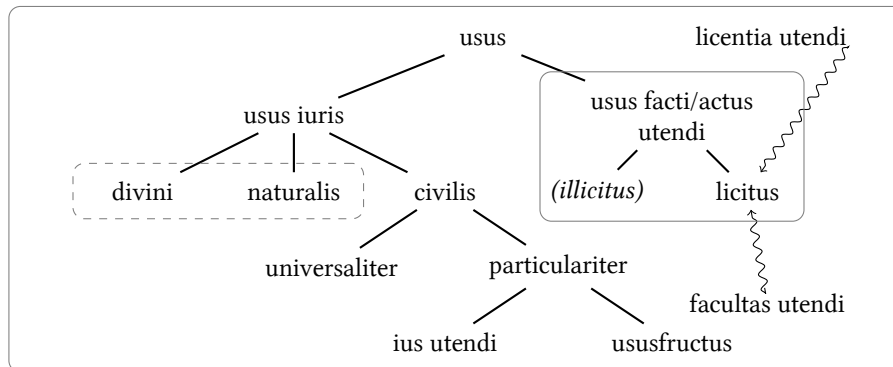 usus
licentia utendi
usus facti/actus
utendi
usus iuris
divini
naturalis
civilis
(illicitus)
licitus
universaliter
particulariter
facultas utendi
ius utendi
ususfructus